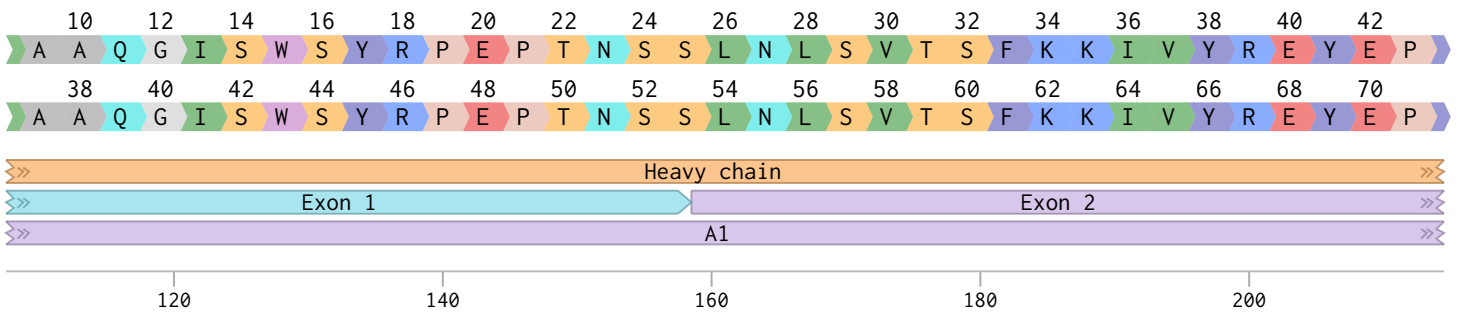 10 12 14 16 18 20 22 24 26 28 30 32 34 36 38 40 42
A A Q G I S W S Y R P E P T N S S L N L S V T S F K K I V Y R E Y E P
38 40 42 44 46 48 50 52 54 56 58 60 62 64 66 68 70
A A Q G I S W S Y R P E P T N S S L N L S V T S F K K I V Y R E Y E P
Heavy chain
Exon 1 Exon 2
A1
120 140 160 180 200